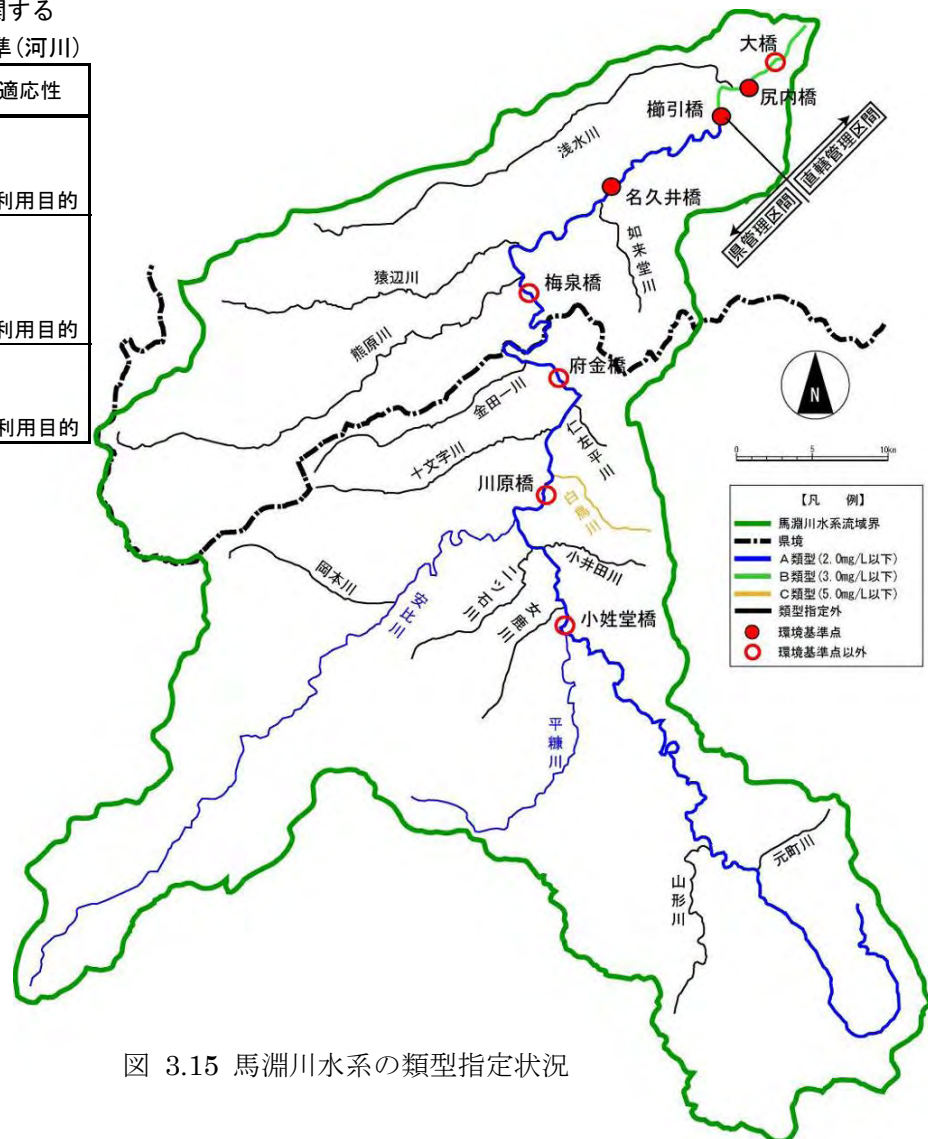 関する
準(河川)
適応性
利用目的
利用目的
利用目的
大橋
尻内橋
櫛引橋
浅水川
直轄管理区間
県管理区間
名久井橋
如来堂川
猿辺川
梅泉橋
熊原川
府金橋
金田一川
仁左平川
十文字川
川原橋
白鳥川
岡本川
小井田川
二ツ石川
女鹿川
安比川
小姓堂橋
平糠川
元町川
山形川
N
0 5 10km
【凡 例】
馬淵川水系流域界
県境
A類型(2.0mg/L以下)
B類型(3.0mg/L以下)
C類型(5.0mg/L以下)
類型指定外
環境基準点
環境基準点以外
図 3.15 馬淵川水系の類型指定状況